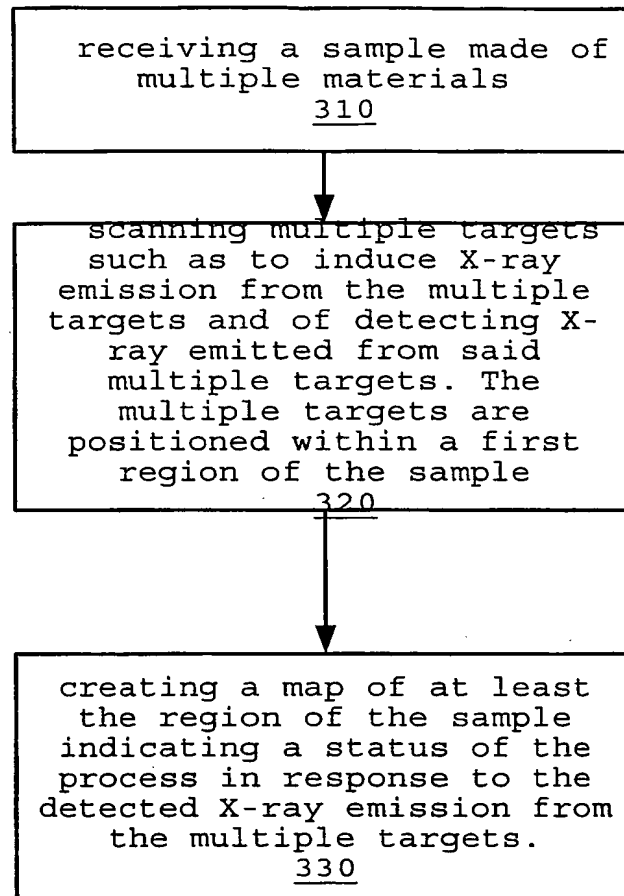 receiving a sample made of
multiple materials
310
scanning multiple targets
such as to induce X-ray
emission from the multiple
targets and of detecting X-
ray emitted from said
multiple targets. The
multiple targets are
positioned within a first
region of the sample
320
creating a map of at least
the region of the sample
indicating a status of the
process in response to the
detected X-ray emission from
the multiple targets.
330